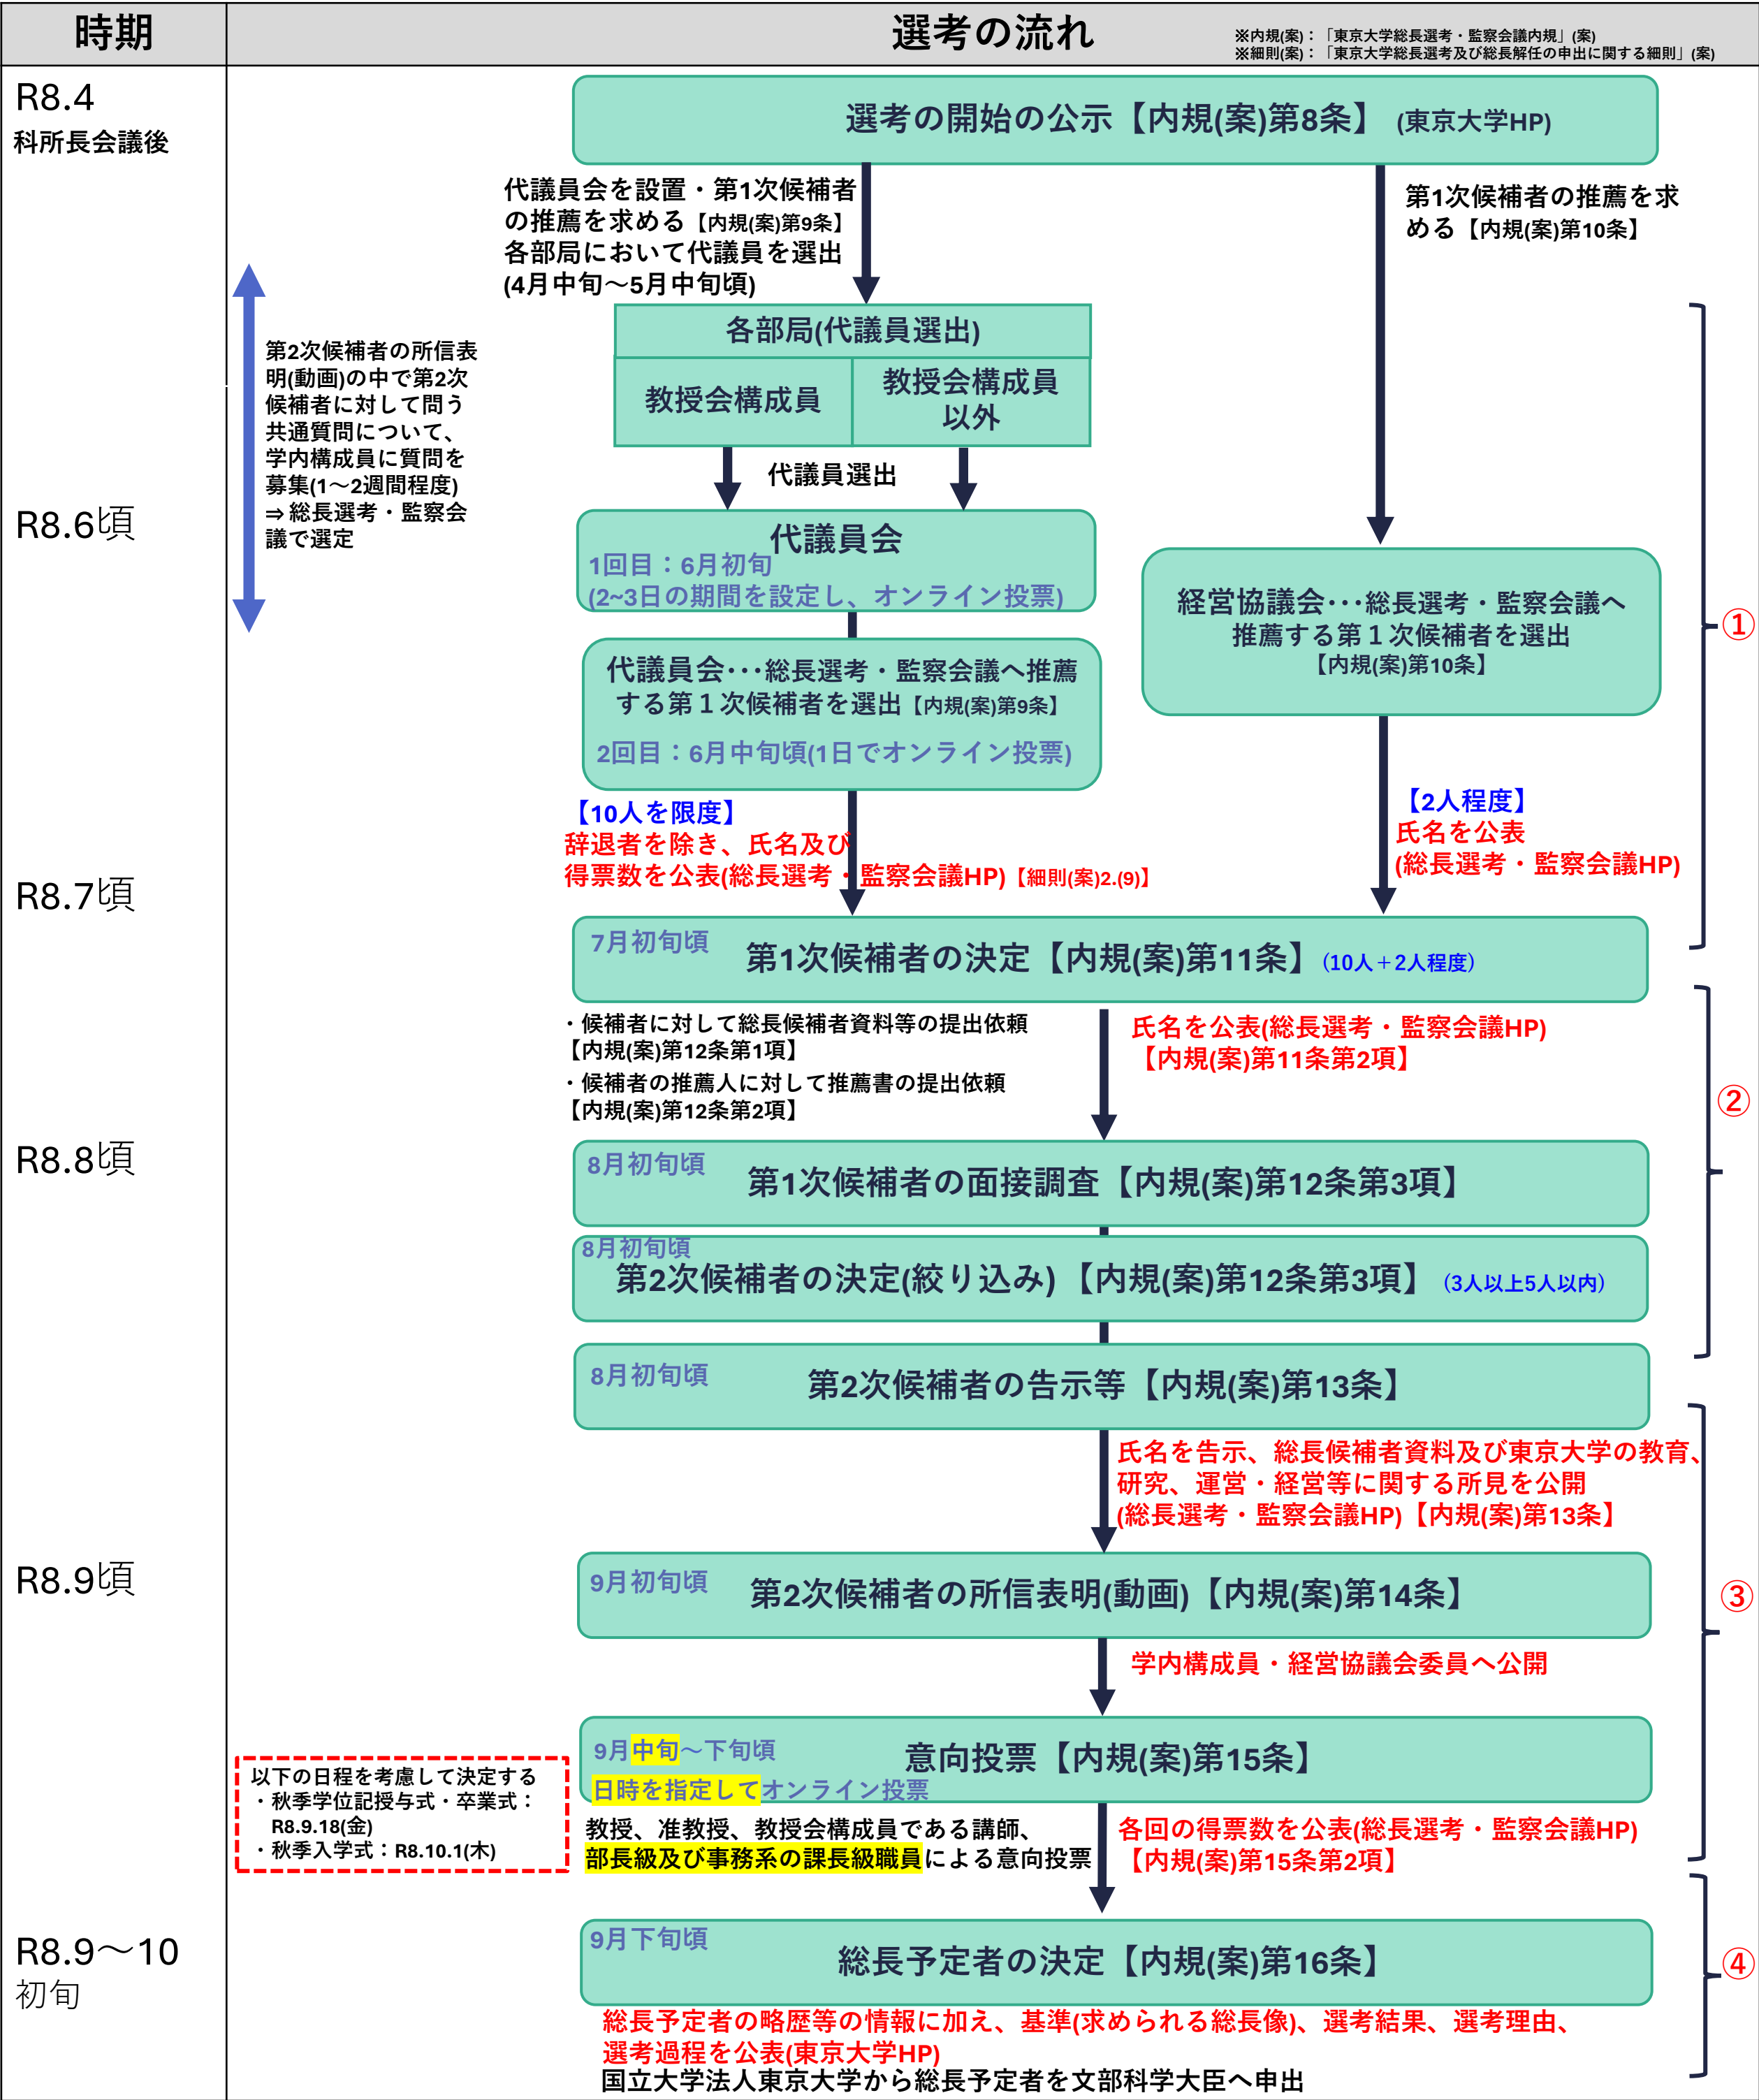 時期
選考の流れ
※内規(案)：「東京大学総長選考・監察会議内規」(案)
※細則(案)：「東京大学総長選考及び総長解任の申出に関する細則」(案)
R8.4
科所長会議後
選考の開始の公示【内規(案)第8条】 (東京大学HP)
代議員会を設置・第1次候補者
の推薦を求める【内規(案)第9条】
各部局において代議員を選出
(4月中旬～5月中旬頃)
第1次候補者の推薦を求
める【内規(案)第10条】
各部局(代議員選出)
教授会構成員
教授会構成員
以外
代議員選出
第2次候補者の所信表
明(動画)の中で第2次
候補者に対して問う
共通質問について、
学内構成員に質問を
募集(1～2週間程度)
⇒ 総長選考・監察会
議で選定
R8.6頃
代議員会
1回目：6月初旬
(2~3日の期間を設定し、オンライン投票)
経営協議会･･･総長選考・監察会議へ
推薦する第１次候補者を選出
【内規(案)第10条】
①
代議員会･･･総長選考・監察会議へ推薦
する第１次候補者を選出【内規(案)第9条】
2回目：6月中旬頃(1日でオンライン投票)
【10人を限度】
辞退者を除き、氏名及び
得票数を公表(総長選考・監察会議HP)【細則(案)2.(9)】
【2人程度】
氏名を公表
(総長選考・監察会議HP)
R8.7頃
7月初旬頃
第1次候補者の決定【内規(案)第11条】（10人＋2人程度）
・候補者に対して総長候補者資料等の提出依頼
【内規(案)第12条第1項】
・候補者の推薦人に対して推薦書の提出依頼
【内規(案)第12条第2項】
氏名を公表(総長選考・監察会議HP)
【内規(案)第11条第2項】
②
R8.8頃
8月初旬頃
第1次候補者の面接調査【内規(案)第12条第3項】
8月初旬頃
第2次候補者の決定(絞り込み)【内規(案)第12条第3項】（3人以上5人以内）
8月初旬頃
第2次候補者の告示等【内規(案)第13条】
氏名を告示、総長候補者資料及び東京大学の教育、
研究、運営・経営等に関する所見を公開
(総長選考・監察会議HP)【内規(案)第13条】
R8.9頃
9月初旬頃
第2次候補者の所信表明(動画)【内規(案)第14条】
③
学内構成員・経営協議会委員へ公開
9月中旬～下旬頃
意向投票【内規(案)第15条】
日時を指定してオンライン投票
以下の日程を考慮して決定する
・秋季学位記授与式・卒業式：
R8.9.18(金)
・秋季入学式：R8.10.1(木)
教授、准教授、教授会構成員である講師、
部長級及び事務系の課長級職員による意向投票
各回の得票数を公表(総長選考・監察会議HP)
【内規(案)第15条第2項】
R8.9～10
初旬
9月下旬頃
総長予定者の決定【内規(案)第16条】
④
総長予定者の略歴等の情報に加え、基準(求められる総長像)、選考結果、選考理由、
選考過程を公表(東京大学HP)
国立大学法人東京大学から総長予定者を文部科学大臣へ申出